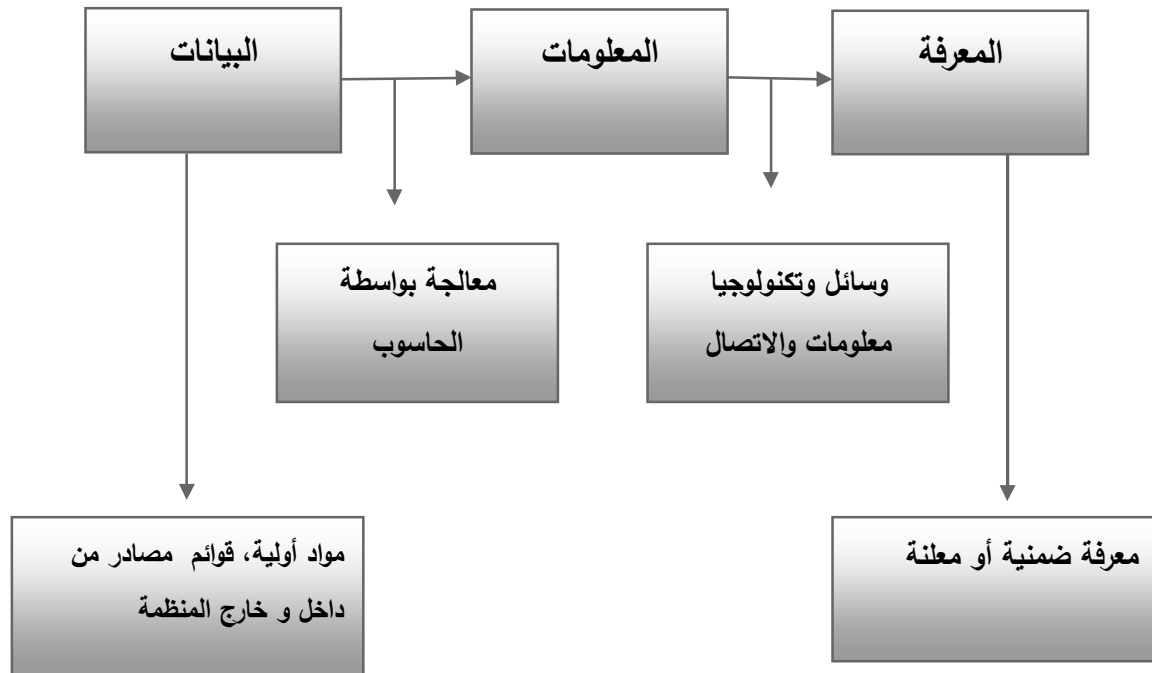 البيانات
المعلومات
المعرفة
معالجة بواسطة
الحاسوب
وسائل وتكنولوجيا
معلومات والاتصال
مواد أولية، قوائم مصادر من
داخل و خارج المنظمة
معرفة ضمنية أو معلنة